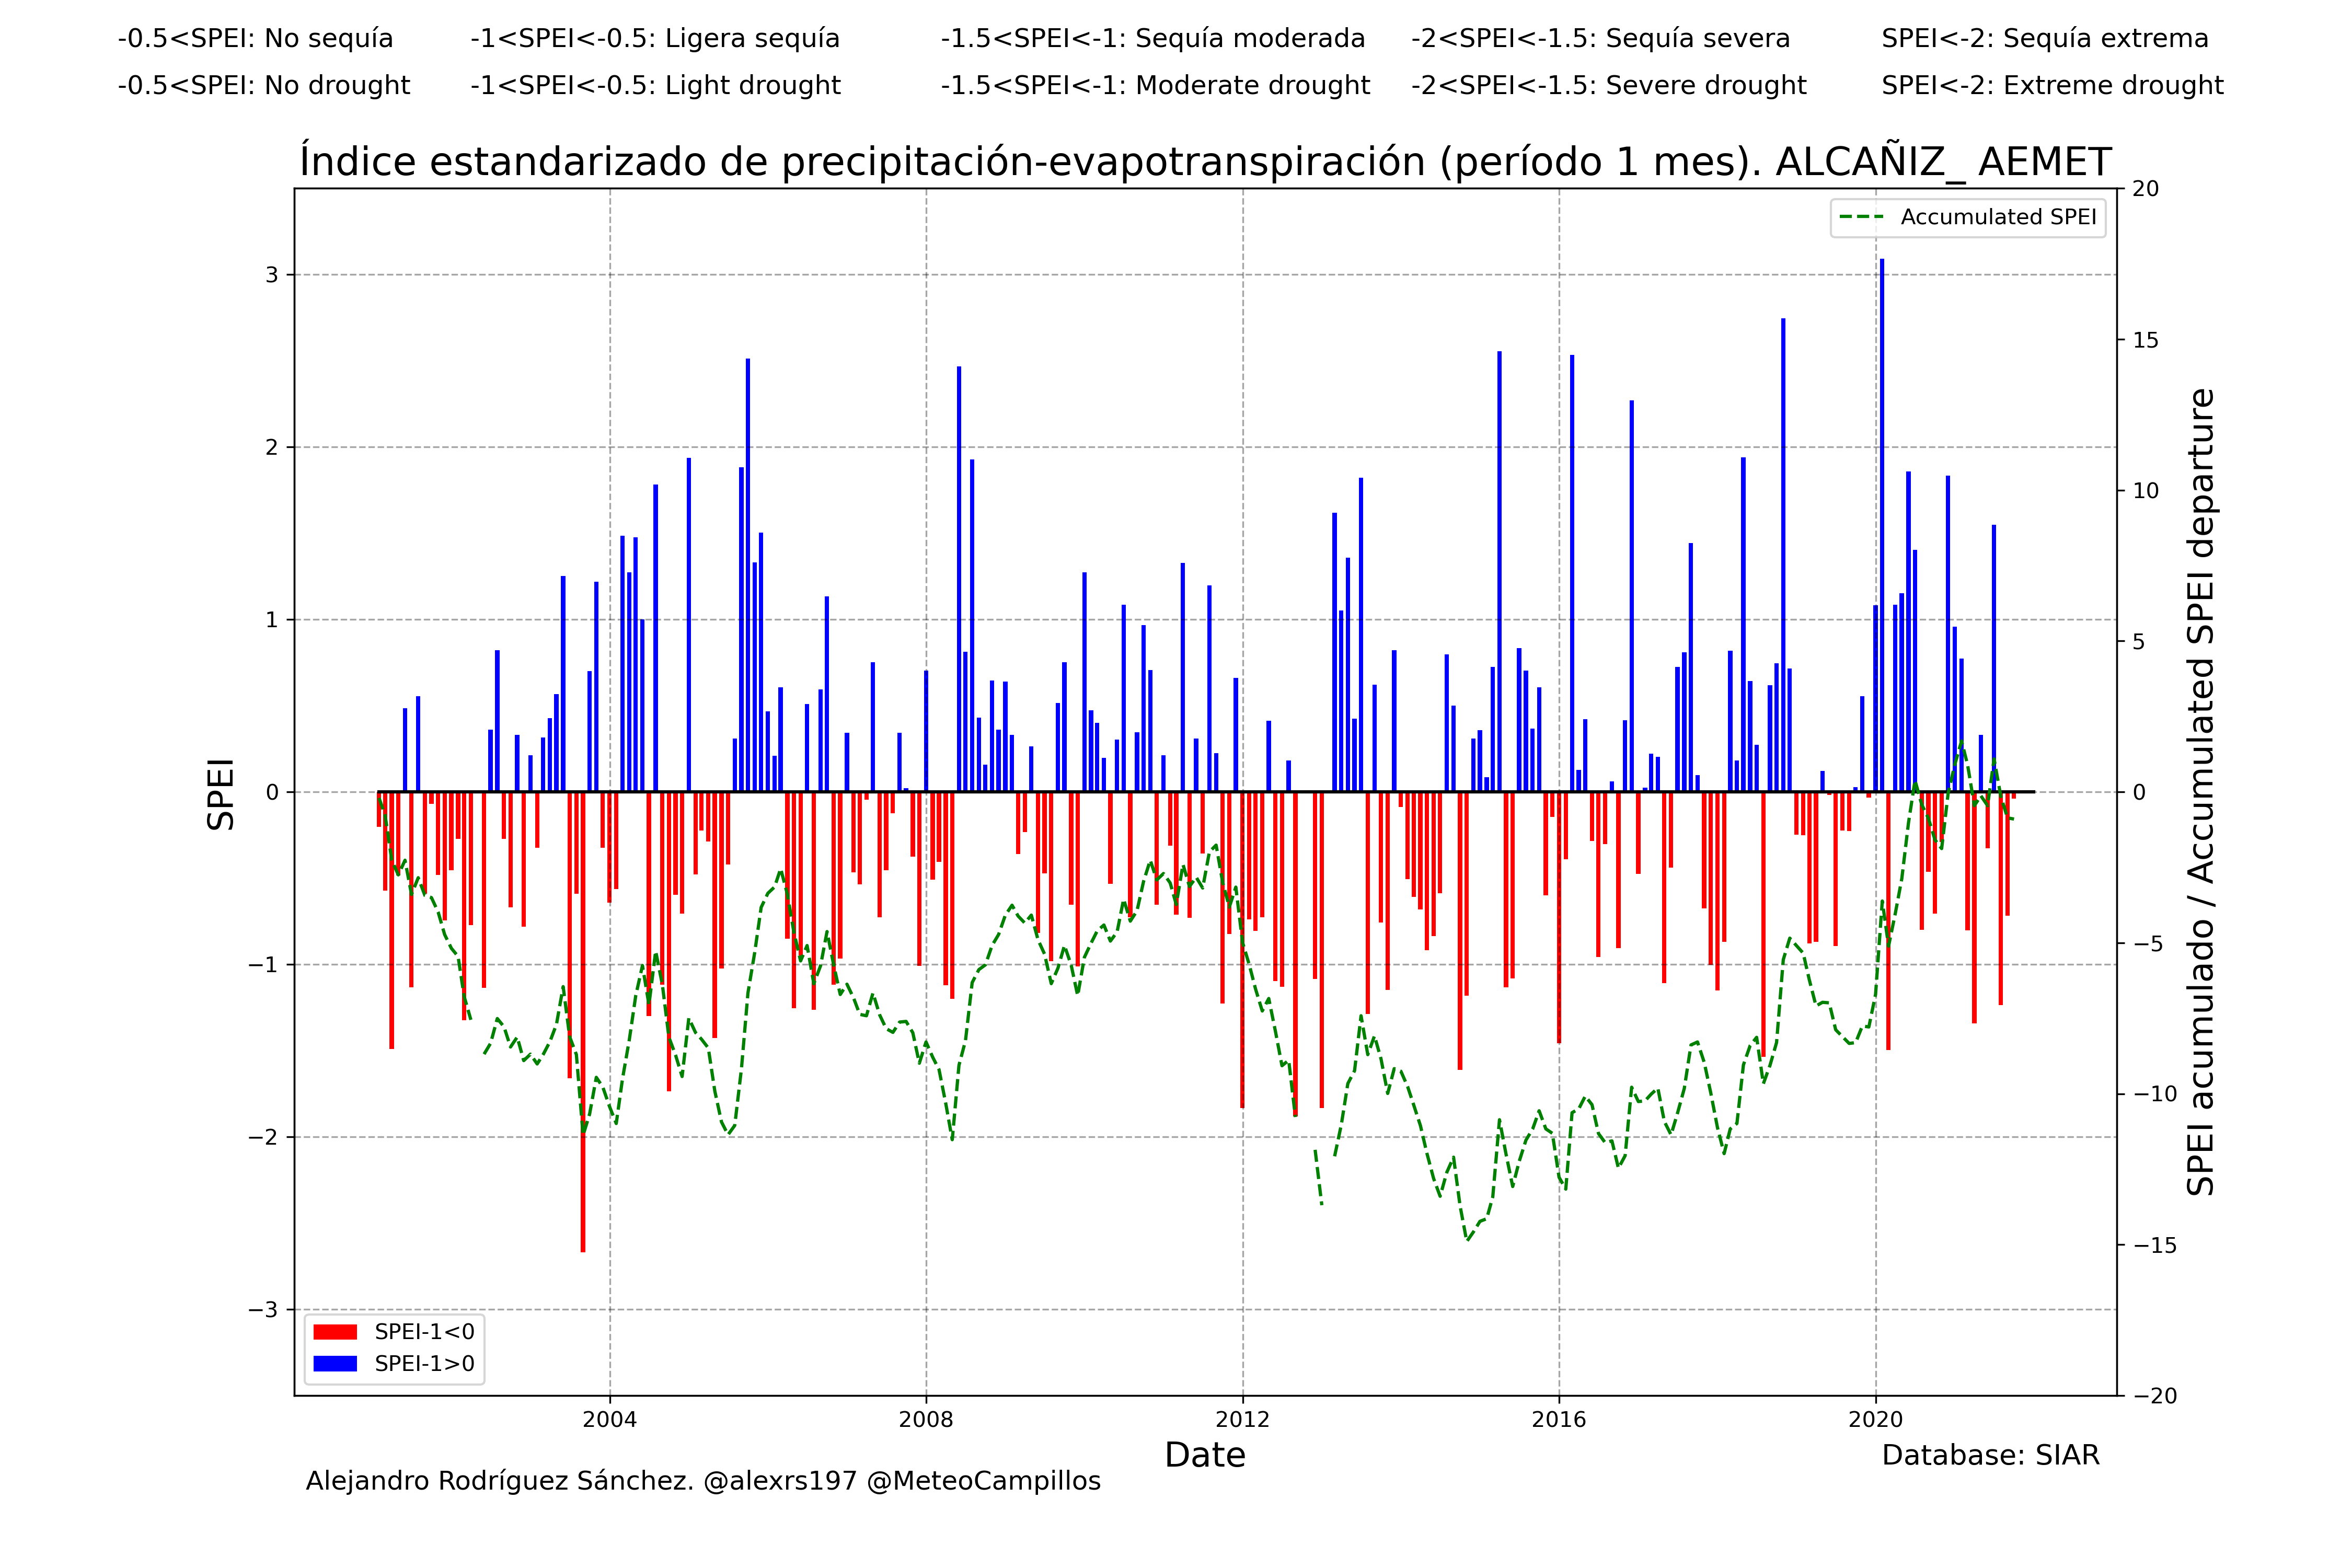 -0.5<SPEI: No sequía -1<SPEI<-0.5: Ligera sequía -1.5<SPEI<-1: Sequía moderada -2<SPEI<-1.5: Sequía severa SPEI<-2: Sequía extrema
-0.5<SPEI: No drought -1<SPEI<-0.5: Light drought -1.5<SPEI<-1: Moderate drought -2<SPEI<-1.5: Severe drought SPEI<-2: Extreme drought
Índice estandarizado de precipitación-evapotranspiración (período 1 mes). ALCAÑIZ_ AEMET
Accumulated SPEI
SPEI
3
2
1
0
−1
−2
−3
20
15
10
5
0
−5
−10
−15
−20
SPEI acumulado / Accumulated SPEI departure
SPEI-1<0
SPEI-1>0
2004 2008 2012 2016 2020
Date
Database: SIAR
Alejandro Rodríguez Sánchez. @alexrs197 @MeteoCampillos